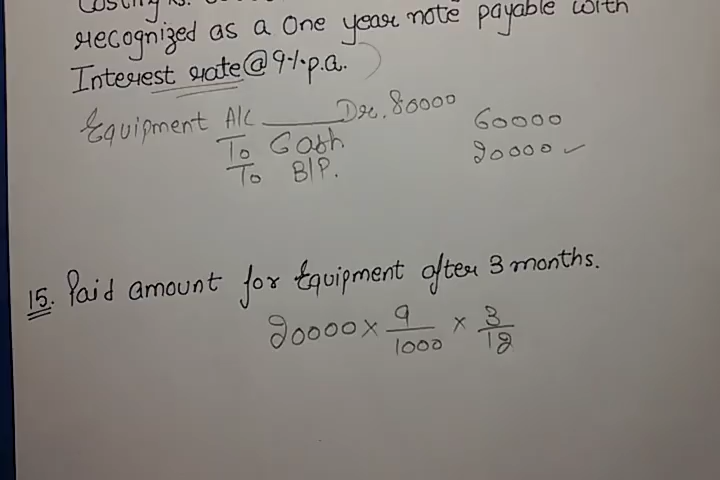 recognized as a one year note payable with
Interest rate @ 9%p.a.
Equipment A/C ______ Dr. 80000
To Cash 60000
To B/P. 20000 ✓
15. Paid amount for Equipment after 3 months.
20000 × 9/1000 × 3/12